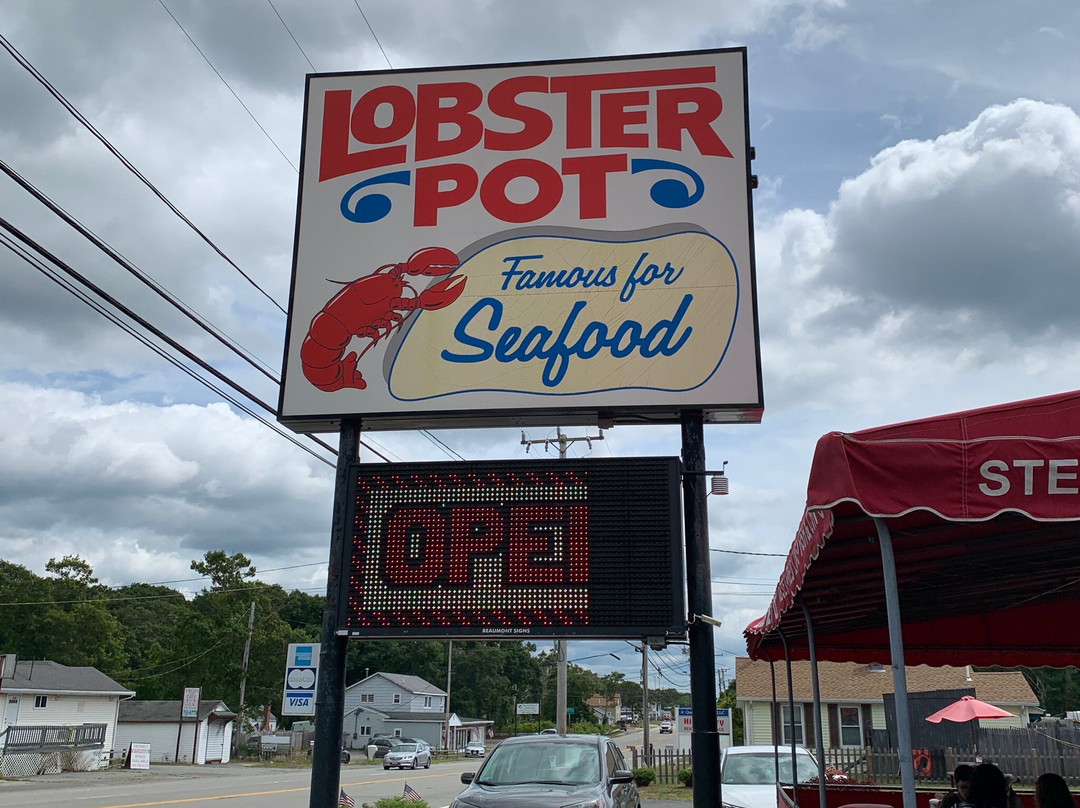 LOBSTER
POT
Famous for
Seafood
OPE
BEAUMONT SIGNS
STE
VISA